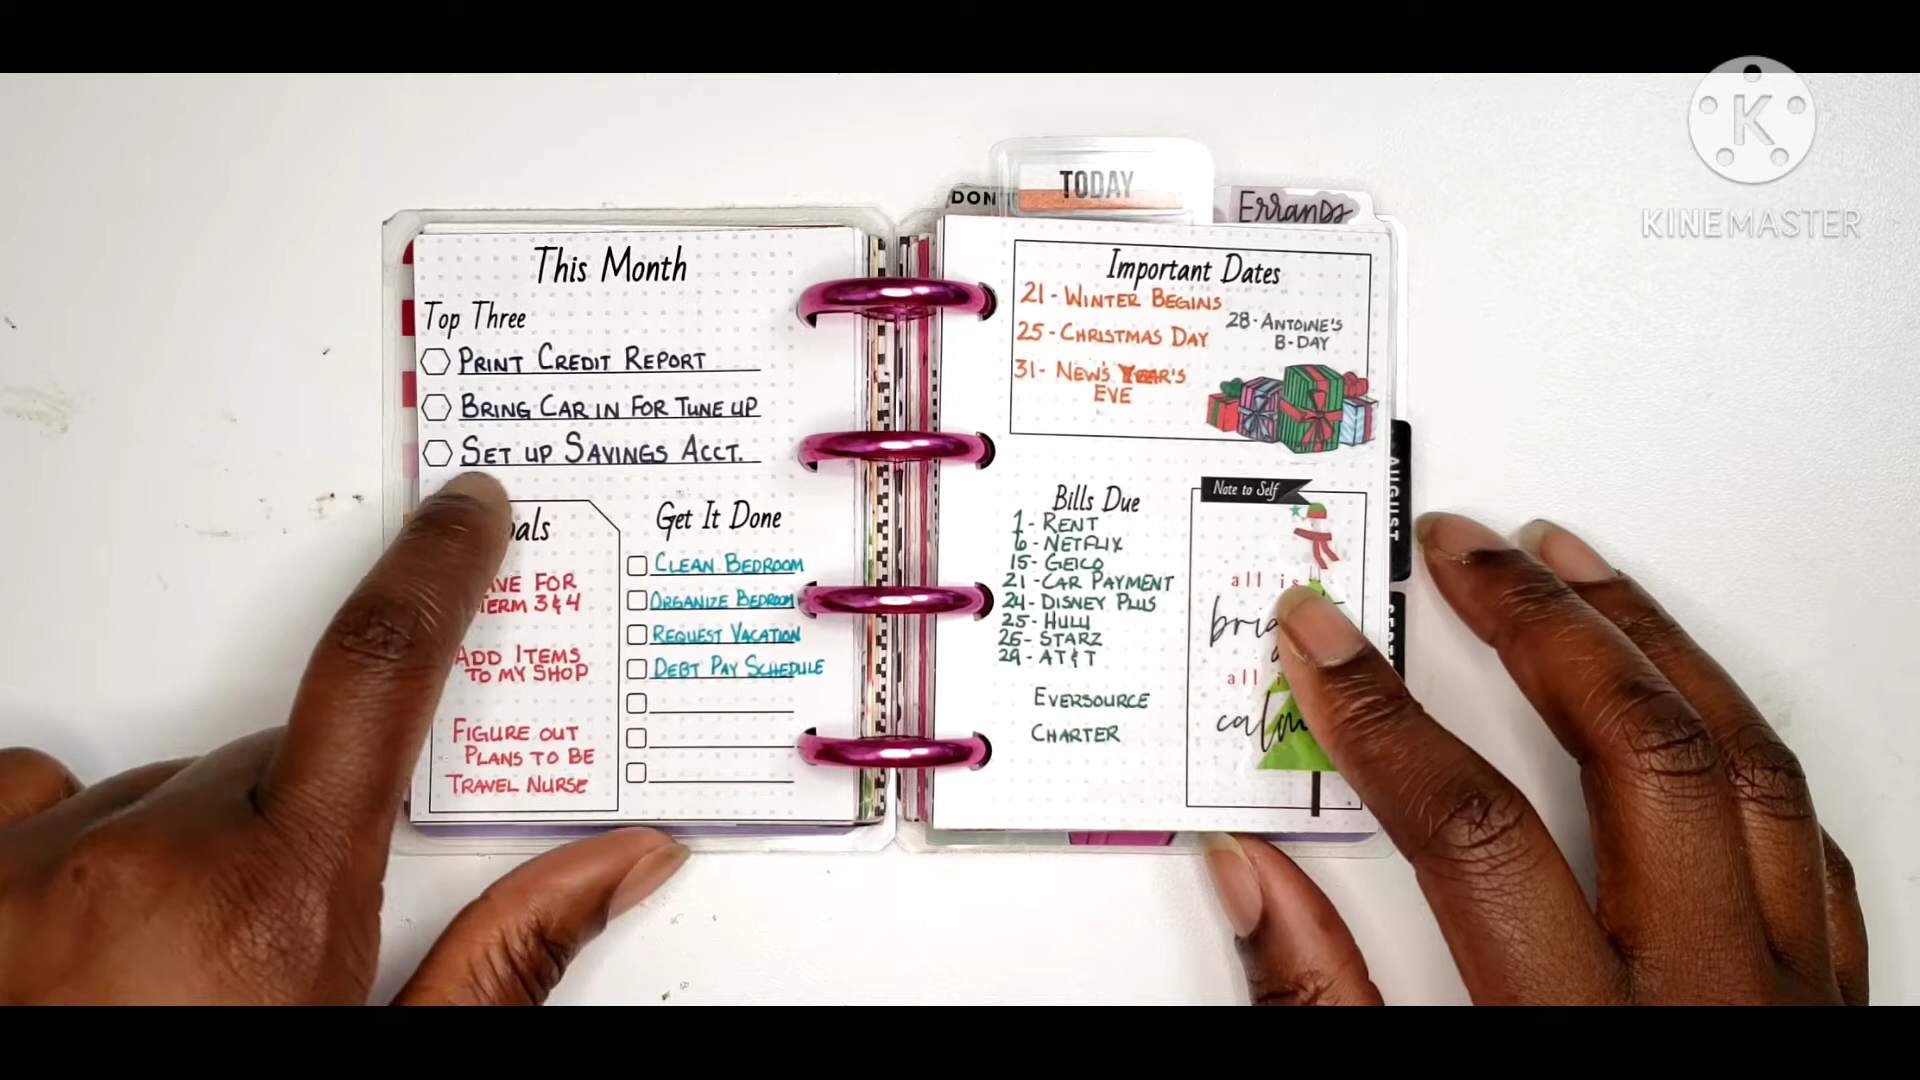 KINEMASTER
DON
TODAY
Errands
This Month
Top Three
PRINT CREDIT REPORT
BRING CAR IN FOR TUNE UP
SET UP SAVINGS ACCT.
FOR
TERM 3 & 4
ADD ITEMS
TO MY SHOP
FIGURE OUT
PLANS TO BE
TRAVEL NURSE
Get It Done
CLEAN BEDROOM
ORGANIZE BEDROOM
REQUEST VACATION
DEBT PAY SCHEDULE
Important Dates
21 - WINTER BEGINS
25 - CHRISTMAS DAY
31 - NEW'S YEAR'S
EVE
28 - ANTOINE'S
B-DAY
Bills Due
1 - RENT
6 - NETFLIX
15 - GEICO
21 - CAR PAYMENT
24 - DISNEY PLUS
25 - HULU
26 - STARZ
29 - AT&T
EVERSOURCE
CHARTER
Note to Self
all is
all
calm
AUGUST